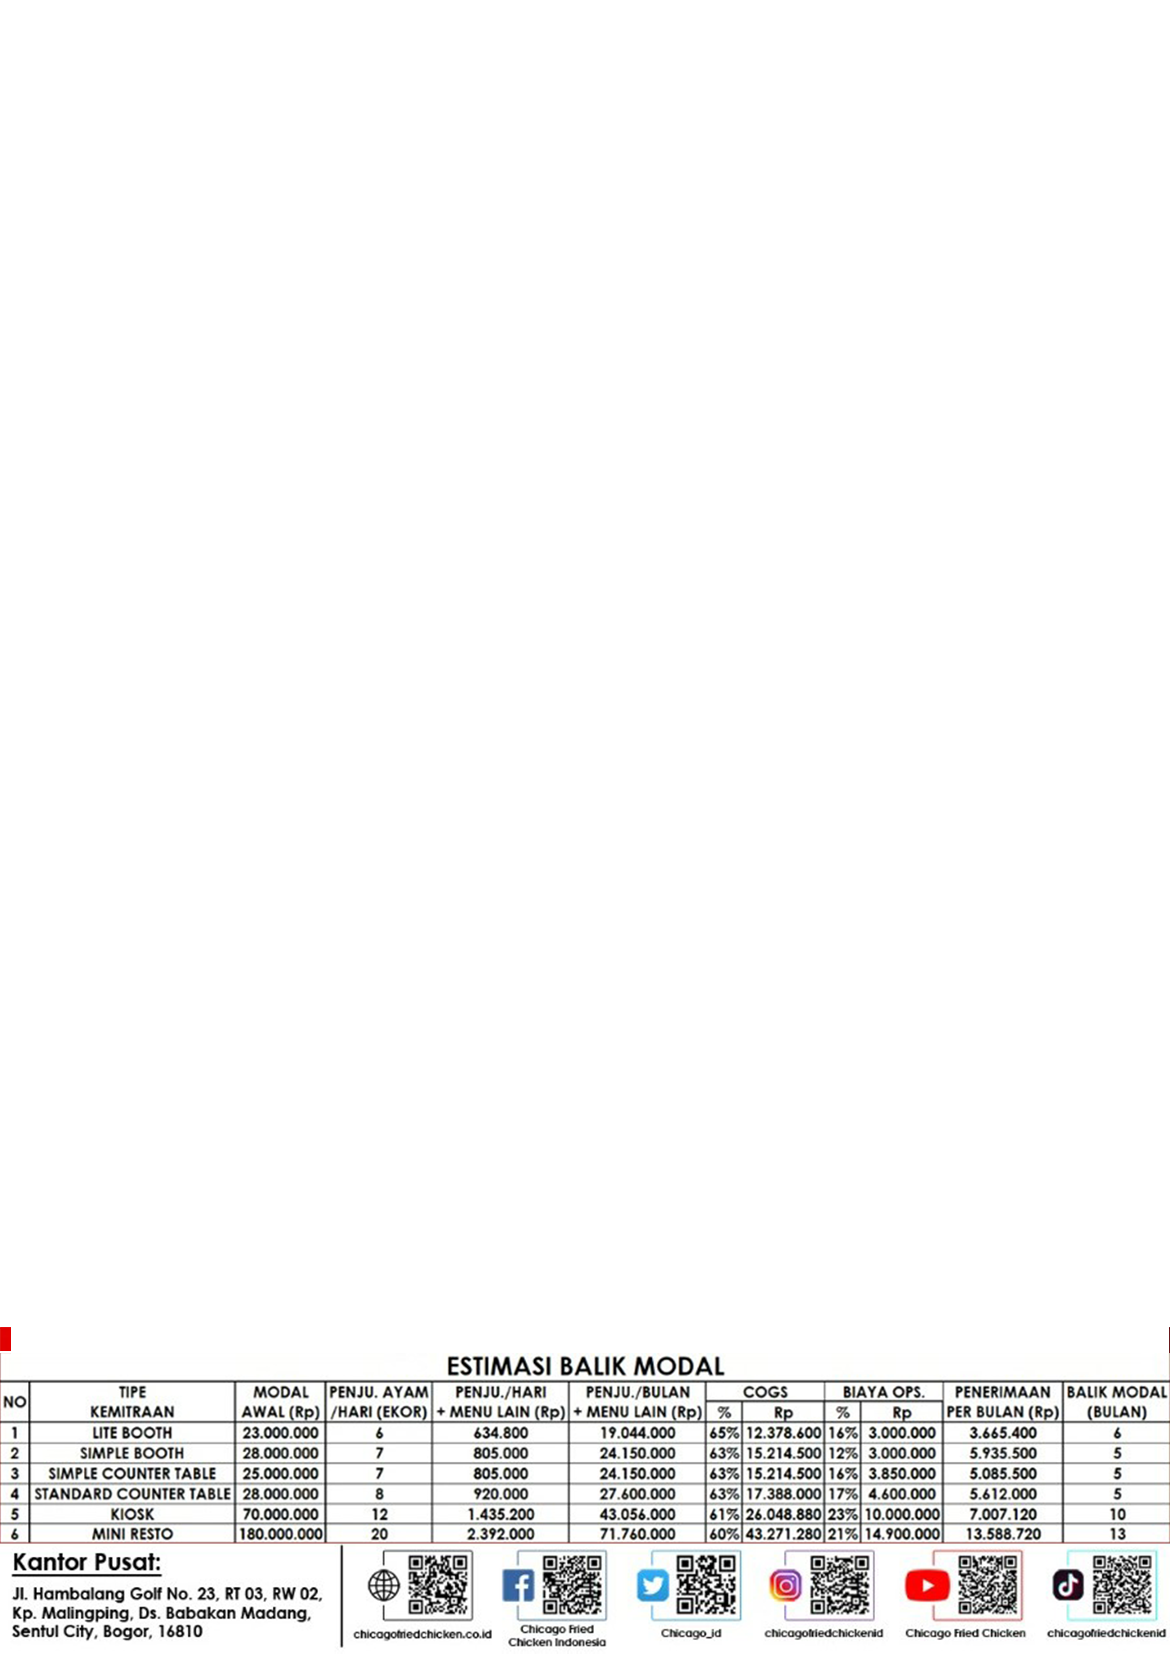 ESTIMASI BALIK MODAL
NO TIPE KEMITRAAN MODAL AWAL (Rp) PENJU. AYAM /HARI (EKOR) PENJU./HARI + MENU LAIN (Rp) PENJU./BULAN + MENU LAIN (Rp) COGS % Rp BIAYA OPS. % Rp PENERIMAAN PER BULAN (Rp) BALIK MODAL (BULAN)
1 LITE BOOTH 23.000.000 6 634.800 19.044.000 65% 12.378.600 16% 3.000.000 3.665.400 6
2 SIMPLE BOOTH 28.000.000 7 805.000 24.150.000 63% 15.214.500 12% 3.000.000 5.935.500 5
3 SIMPLE COUNTER TABLE 25.000.000 7 805.000 24.150.000 63% 15.214.500 16% 3.850.000 5.085.500 5
4 STANDARD COUNTER TABLE 28.000.000 8 920.000 27.600.000 63% 17.388.000 17% 4.600.000 5.612.000 5
5 KIOSK 70.000.000 12 1.435.200 43.056.000 61% 26.048.880 23% 10.000.000 7.007.120 10
6 MINI RESTO 180.000.000 20 2.392.000 71.760.000 60% 43.271.280 21% 14.900.000 13.588.720 13
Kantor Pusat:
Jl. Hambalang Golf No. 23, RT 03, RW 02,
Kp. Malingping, Ds. Babakan Madang,
Sentul City, Bogor, 16810
chicagofriedchicken.co.id
Chicago Fried
Chicken Indonesia
Chicago_id
chicagofriedchickenid
Chicago Fried Chicken
chicagofriedchickenid